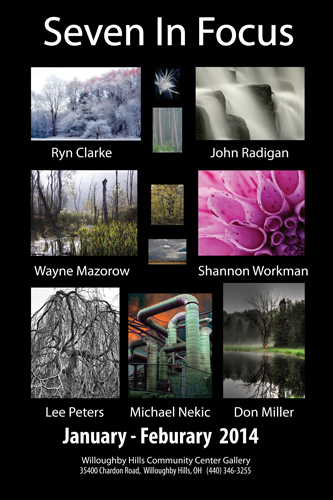 Seven In Focus
Ryn Clarke
John Radigan
Wayne Mazorow
Shannon Workman
Lee Peters
Michael Nekic
Don Miller
January - Feburary 2014
Willoughby Hills Community Center Gallery
35400 Chardon Road, Willoughby Hills, OH (440) 346-3255